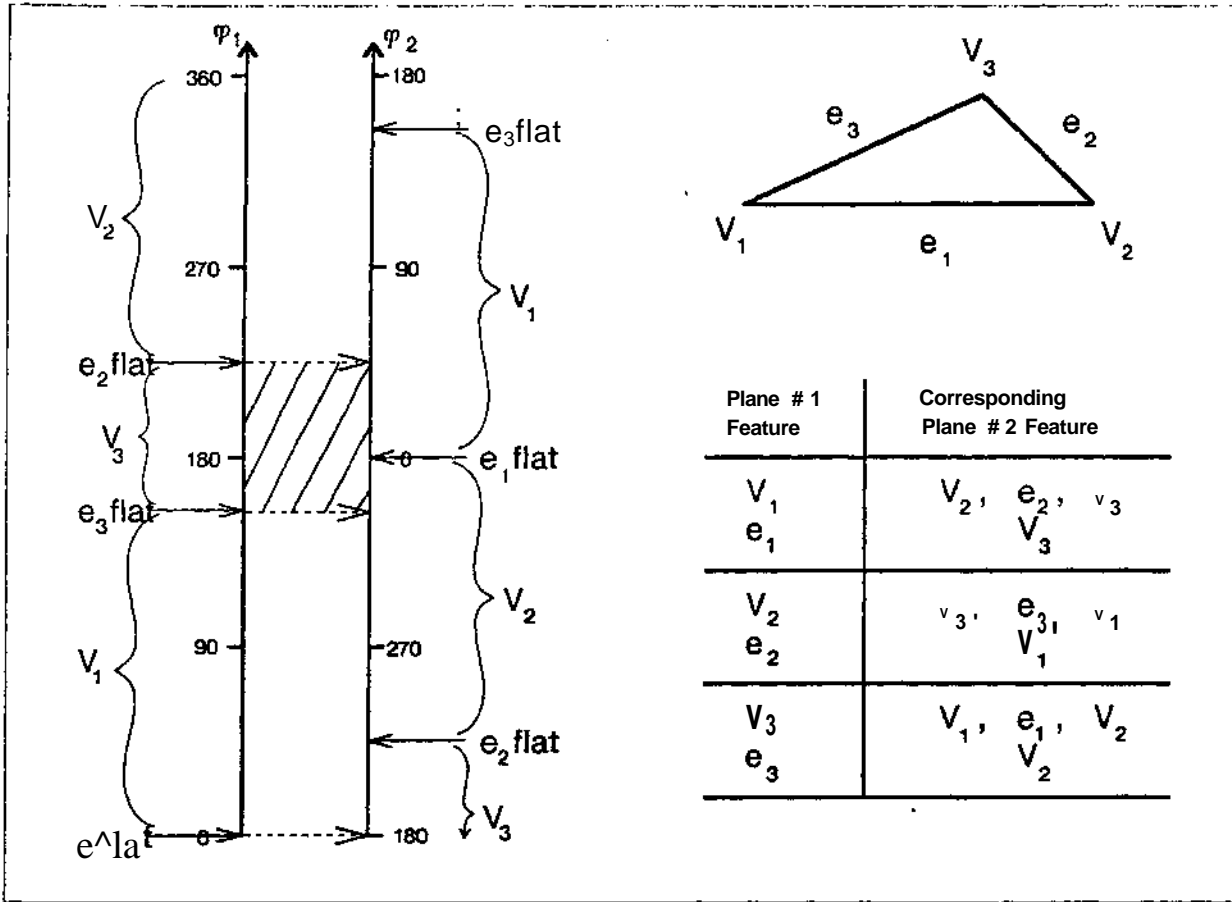 φ1
φ2
360
180
e3flat
V2
270
90
V1
e2flat
V3
180
0
e1flat
e3flat
V2
90
270
V1
e2flat
V3
e^la
0
180
V3
e3
e2
V1
e1
V2
Plane # 1
Feature
Corresponding
Plane # 2 Feature
V1
V2, e2, v3
e1
V3
V2
v3, e3, v1
e2
V1
V3
V1, e1, V2
e3
V2